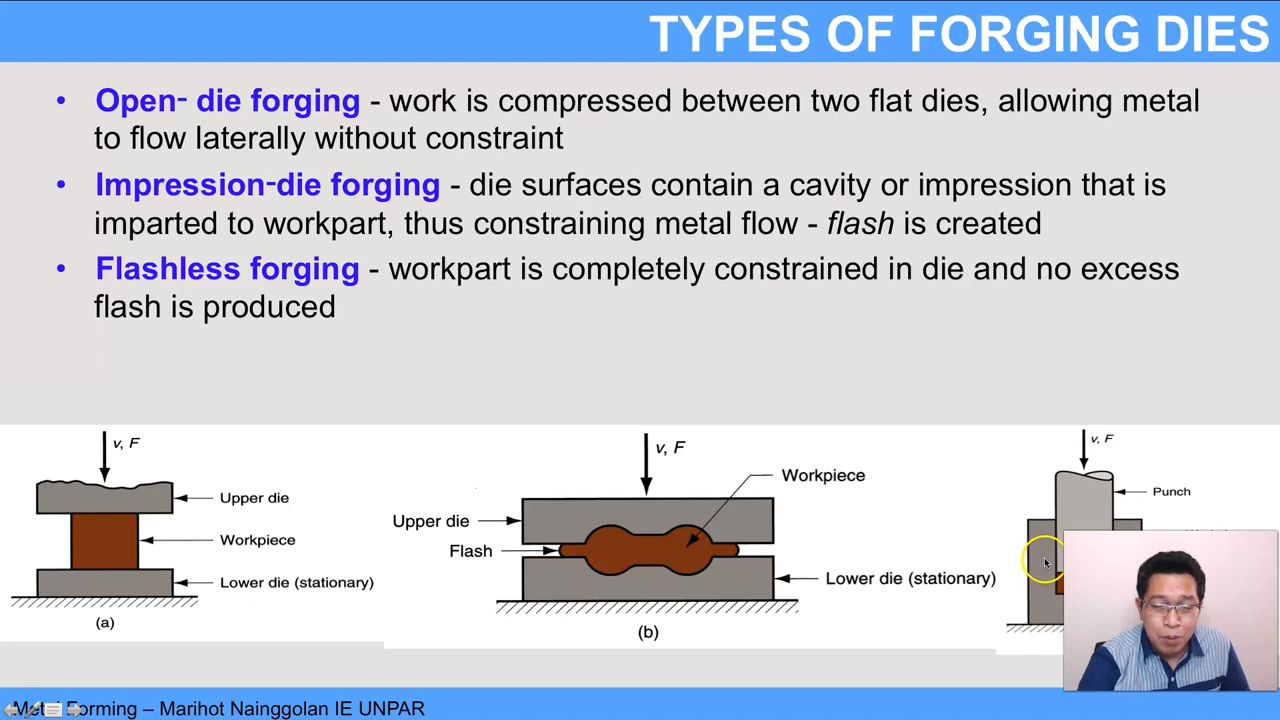 TYPES OF FORGING DIES
• Open- die forging - work is compressed between two flat dies, allowing metal
to flow laterally without constraint
• Impression-die forging - die surfaces contain a cavity or impression that is
imparted to workpart, thus constraining metal flow - flash is created
• Flashless forging - workpart is completely constrained in die and no excess
flash is produced
v, F
Upper die
Workpiece
Lower die (stationary)
(a)
v, F
Workpiece
Upper die
Flash
Lower die (stationary)
(b)
v, F
Punch
Metal Forming – Marihot Nainggolan IE UNPAR